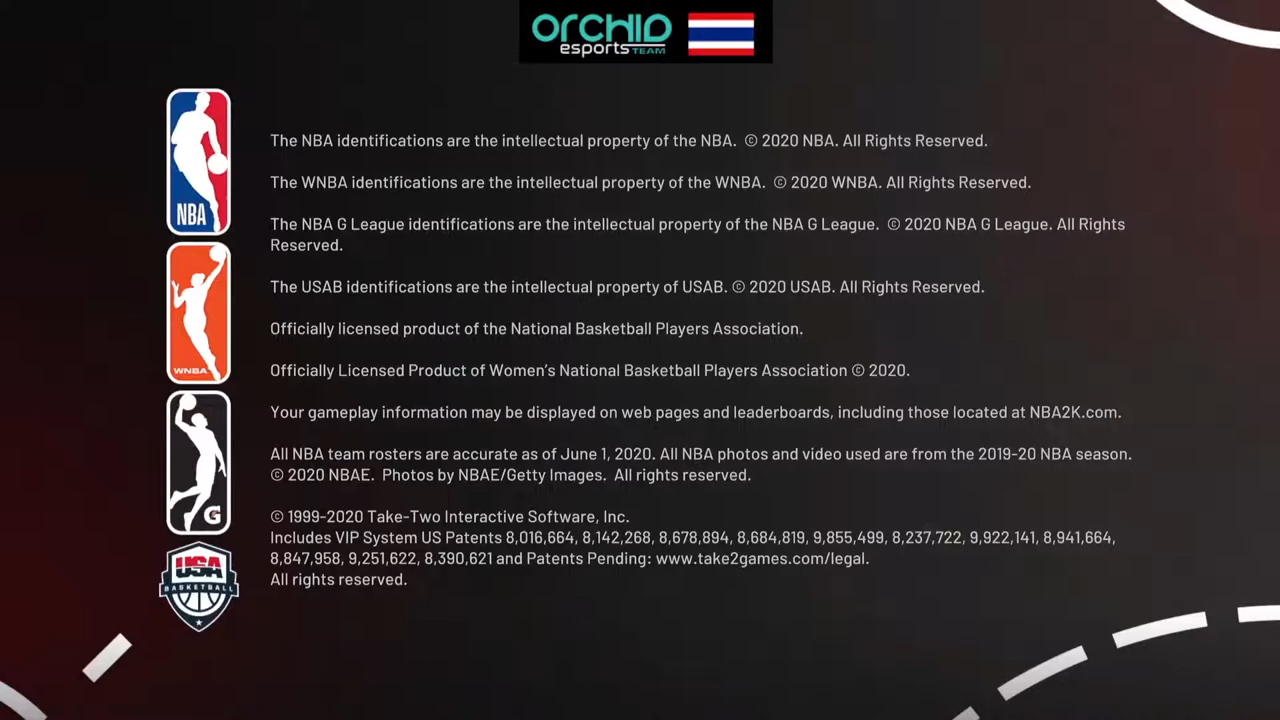 ORCHID
esports TEAM
The NBA identifications are the intellectual property of the NBA.  © 2020 NBA. All Rights Reserved.
NBA
The WNBA identifications are the intellectual property of the WNBA.  © 2020 WNBA. All Rights Reserved.
The NBA G League identifications are the intellectual property of the NBA G League.  © 2020 NBA G League. All Rights
Reserved.
The USAB identifications are the intellectual property of USAB. © 2020 USAB. All Rights Reserved.
Officially licensed product of the National Basketball Players Association.
WNBA
Officially Licensed Product of Women’s National Basketball Players Association © 2020.
Your gameplay information may be displayed on web pages and leaderboards, including those located at NBA2K.com.
All NBA team rosters are accurate as of June 1, 2020. All NBA photos and video used are from the 2019-20 NBA season.
© 2020 NBAE.  Photos by NBAE/Getty Images.  All rights reserved.
G
© 1999-2020 Take-Two Interactive Software, Inc.
Includes VIP System US Patents 8,016,664, 8,142,268, 8,678,894, 8,684,819, 9,855,499, 8,237,722, 9,922,141, 8,941,664,
8,847,958, 9,251,622, 8,390,621 and Patents Pending: www.take2games.com/legal.
All rights reserved.
USA
BASKETBALL